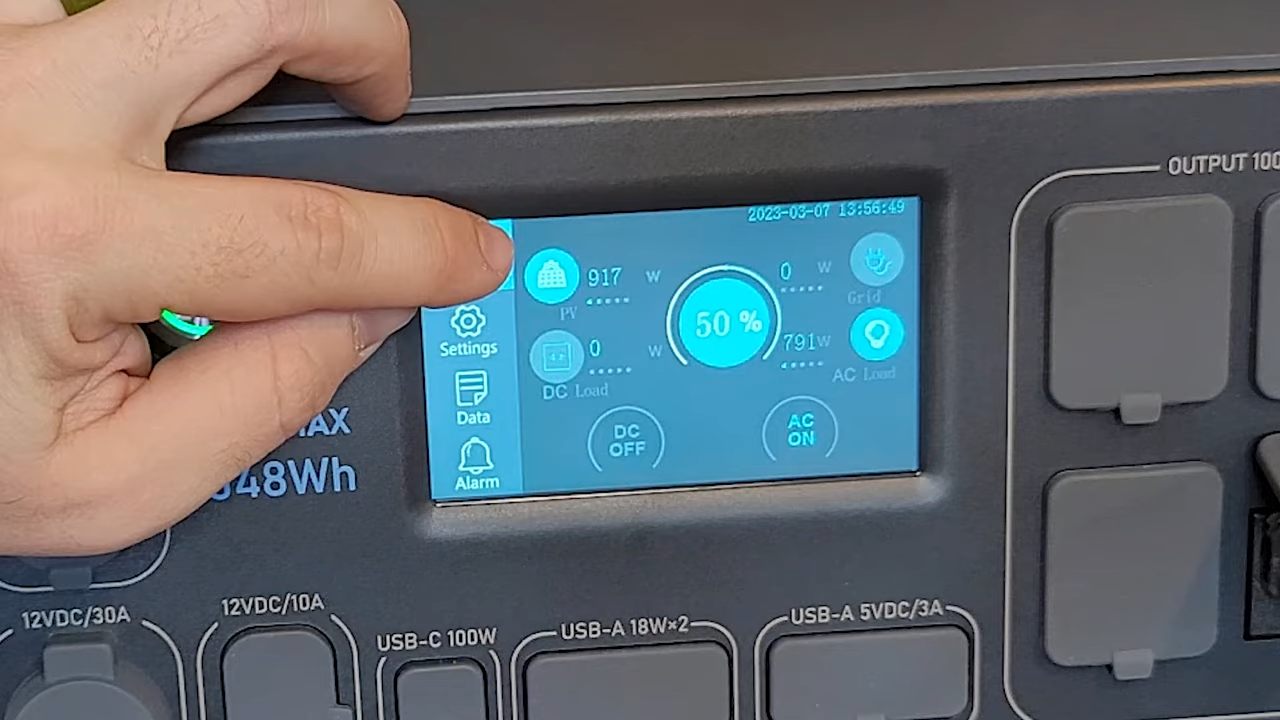 OUTPUT 100
2023-03-07 13:56:49
917 W
PV
0 W
Grid
50 %
Settings
0 W
DC Load
791W
AC Load
Data
DC
OFF
AC
ON
Alarm
AX
48Wh
12VDC/30A
12VDC/10A
USB-C 100W
USB-A 18W×2
USB-A 5VDC/3A